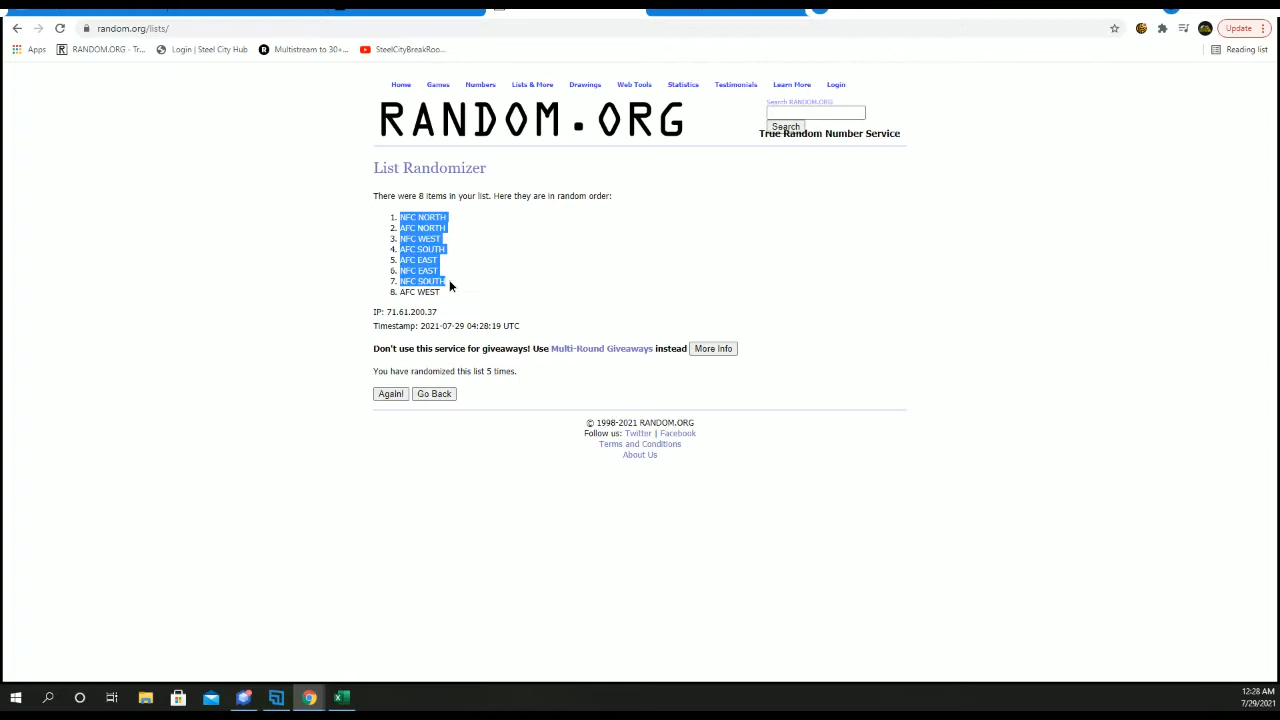 random.org/lists/
Update
Apps
RANDOM.ORG - Tr...
Login | Steel City Hub
Multistream to 30+...
SteelCityBreakRoo...
Reading list
Home Games Numbers Lists & More Drawings Web Tools Statistics Testimonials Learn More Login
RANDOM.ORG
Search RANDOM.ORG
Search
True Random Number Service
List Randomizer
There were 8 items in your list. Here they are in random order:
1. NFC NORTH
2. AFC NORTH
3. NFC WEST
4. AFC SOUTH
5. AFC EAST
6. NFC EAST
7. NFC SOUTH
8. AFC WEST
IP: 71.61.200.37
Timestamp: 2021-07-29 04:28:19 UTC
Don't use this service for giveaways! Use Multi-Round Giveaways instead More Info
You have randomized this list 5 times.
Again! Go Back
© 1998-2021 RANDOM.ORG
Follow us: Twitter | Facebook
Terms and Conditions
About Us
12:28 AM
7/29/2021